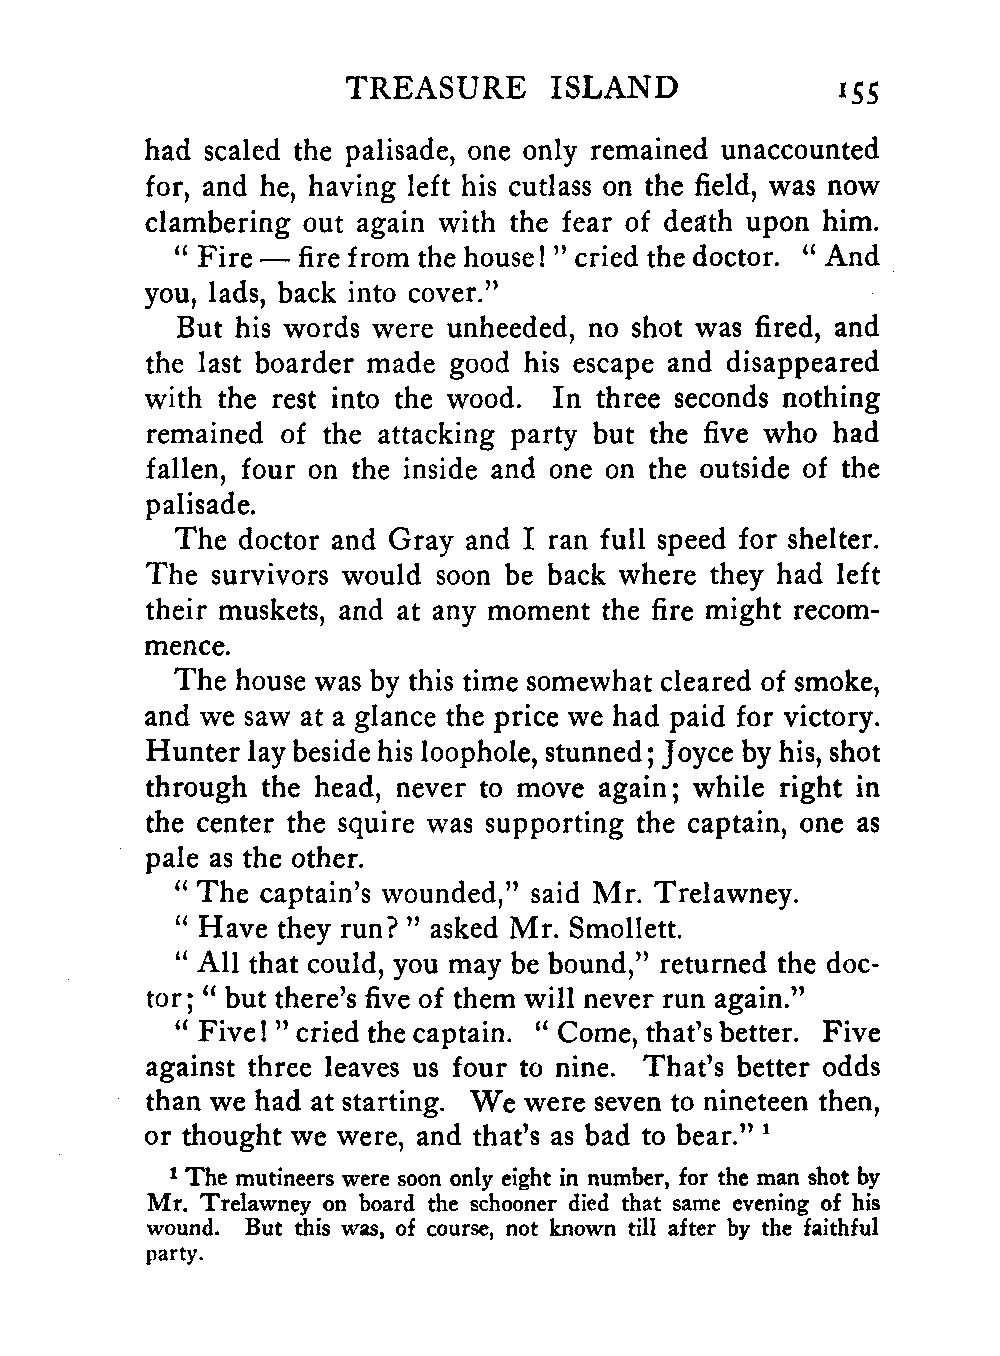 TREASURE ISLAND 155
had scaled the palisade, one only remained unaccounted
for, and he, having left his cutlass on the field, was now
clambering out again with the fear of death upon him.
“ Fire — fire from the house! ” cried the doctor. “ And
you, lads, back into cover.”
But his words were unheeded, no shot was fired, and
the last boarder made good his escape and disappeared
with the rest into the wood. In three seconds nothing
remained of the attacking party but the five who had
fallen, four on the inside and one on the outside of the
palisade.
The doctor and Gray and I ran full speed for shelter.
The survivors would soon be back where they had left
their muskets, and at any moment the fire might recom-
mence.
The house was by this time somewhat cleared of smoke,
and we saw at a glance the price we had paid for victory.
Hunter lay beside his loophole, stunned; Joyce by his, shot
through the head, never to move again; while right in
the center the squire was supporting the captain, one as
pale as the other.
“ The captain’s wounded,” said Mr. Trelawney.
“ Have they run? ” asked Mr. Smollett.
“ All that could, you may be bound,” returned the doc-
tor; “ but there’s five of them will never run again.”
“ Five! ” cried the captain. “ Come, that’s better. Five
against three leaves us four to nine. That’s better odds
than we had at starting. We were seven to nineteen then,
or thought we were, and that’s as bad to bear.” ¹
¹ The mutineers were soon only eight in number, for the man shot by
Mr. Trelawney on board the schooner died that same evening of his
wound. But this was, of course, not known till after by the faithful
party.